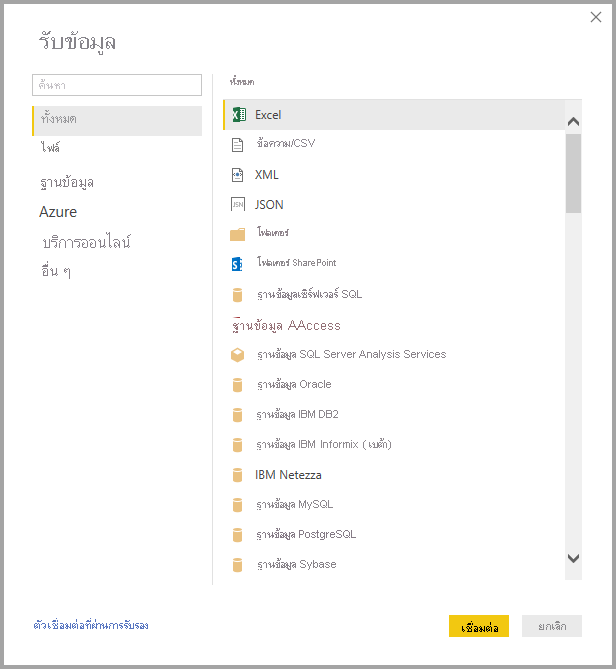 รับข้อมูล
ค้นหา
ทั้งหมด
ไฟล์
ฐานข้อมูล
Azure
บริการออนไลน์
อื่น ๆ
ทั้งหมด
Excel
ข้อความ/CSV
XML
JSON
โฟลเดอร์
โฟลเดอร์ SharePoint
ฐานข้อมูลเซิร์ฟเวอร์ SQL
ฐานข้อมูล AAccess
ฐานข้อมูล SQL Server Analysis Services
ฐานข้อมูล Oracle
ฐานข้อมูล IBM DB2
ฐานข้อมูล IBM Informix (เบต้า)
IBM Netezza
ฐานข้อมูล MySQL
ฐานข้อมูล PostgreSQL
ฐานข้อมูล Sybase
ตัวเชื่อมต่อที่ผ่านการรับรอง
เชื่อมต่อ
ยกเลิก